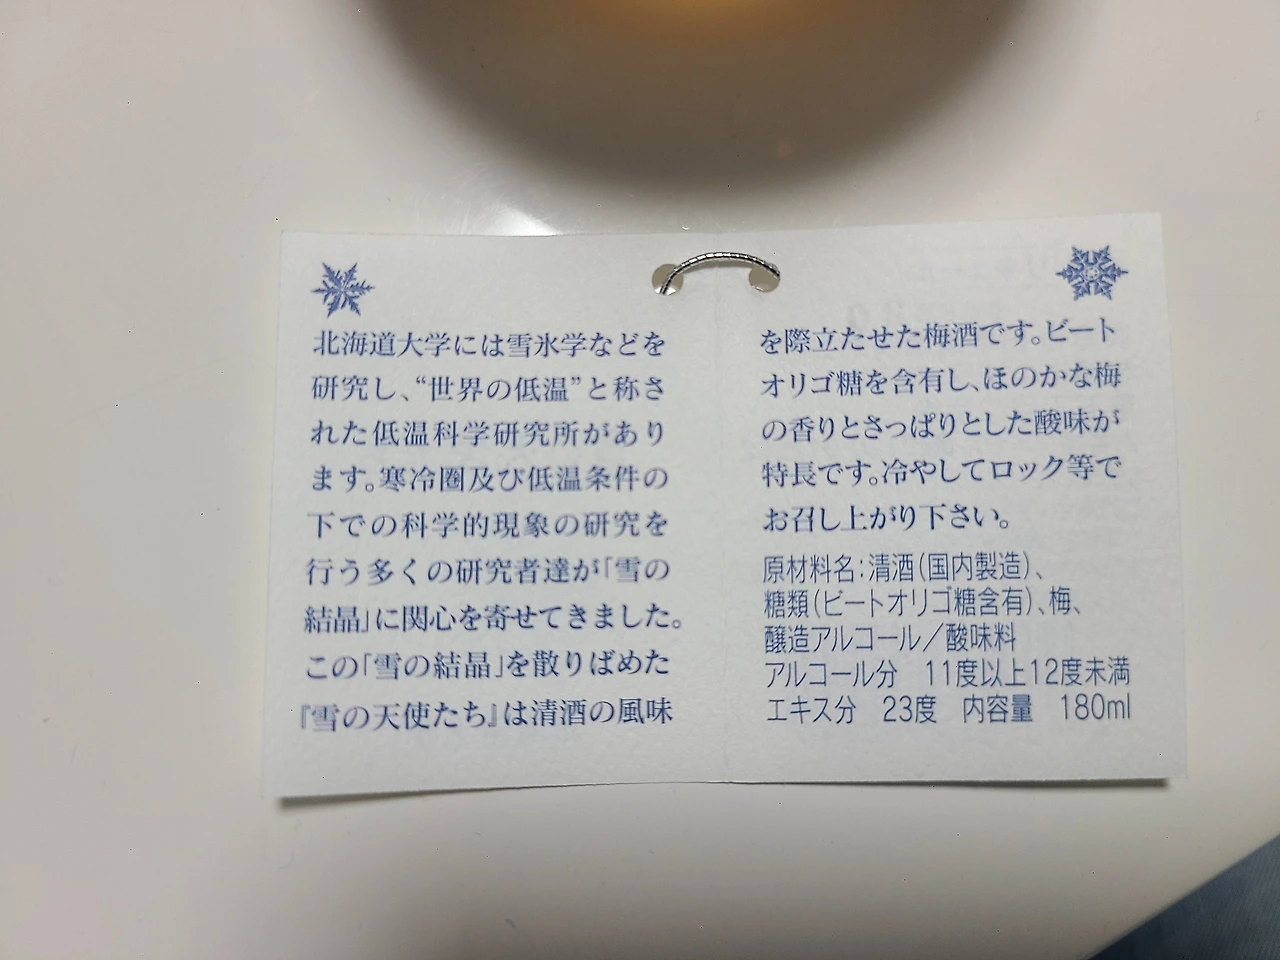 北海道大学には雪氷学などを
研究し、“世界の低温”と称さ
れた低温科学研究所があり
ます。寒冷圏及び低温条件の
下での科学的現象の研究を
行う多くの研究者達が「雪の
結晶」に関心を寄せてきました。
この「雪の結晶」を散りばめた
『雪の天使たち』は清酒の風味
を際立たせた梅酒です。ビート
オリゴ糖を含有し、ほのかな梅
の香りとさっぱりとした酸味が
特長です。冷やしてロック等で
お召し上がり下さい。
原材料名：清酒（国内製造）、
糖類（ビートオリゴ糖含有）、梅、
醸造アルコール／酸味料
アルコール分　11度以上12度未満
エキス分　23度　内容量　180ml